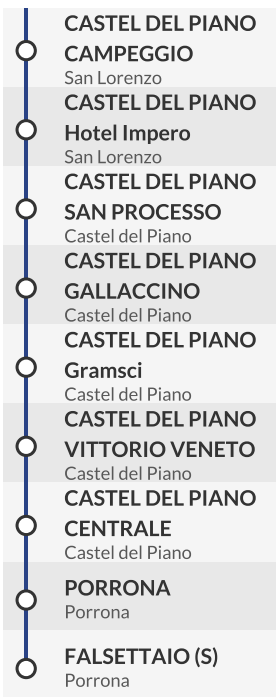 CASTEL DEL PIANO
CAMPEGGIO
San Lorenzo
CASTEL DEL PIANO
Hotel Impero
San Lorenzo
CASTEL DEL PIANO
SAN PROCESSO
Castel del Piano
CASTEL DEL PIANO
GALLACCINO
Castel del Piano
CASTEL DEL PIANO
Gramsci
Castel del Piano
CASTEL DEL PIANO
VITTORIO VENETO
Castel del Piano
CASTEL DEL PIANO
CENTRALE
Castel del Piano
PORRONA
Porrona
FALSETTAIO (S)
Porrona